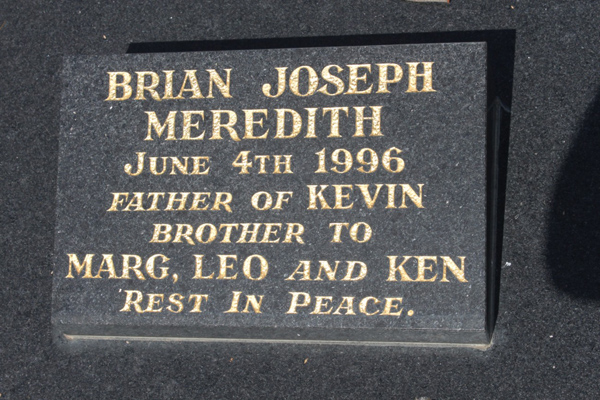 BRIAN JOSEPH
MEREDITH
JUNE 4TH 1996
FATHER OF KEVIN
BROTHER TO
MARG, LEO AND KEN
REST IN PEACE.